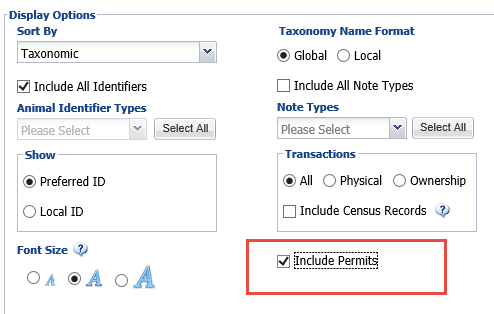 Display Options
Sort By
Taxonomic
Include All Identifiers
Animal Identifier Types
Please Select
Select All
Show
Preferred ID
Local ID
Font Size ?
A A A
Taxonomy Name Format
Global Local
Include All Note Types
Note Types
Please Select
Select All
Transactions
All Physical Ownership
Include Census Records ?
Include Permits